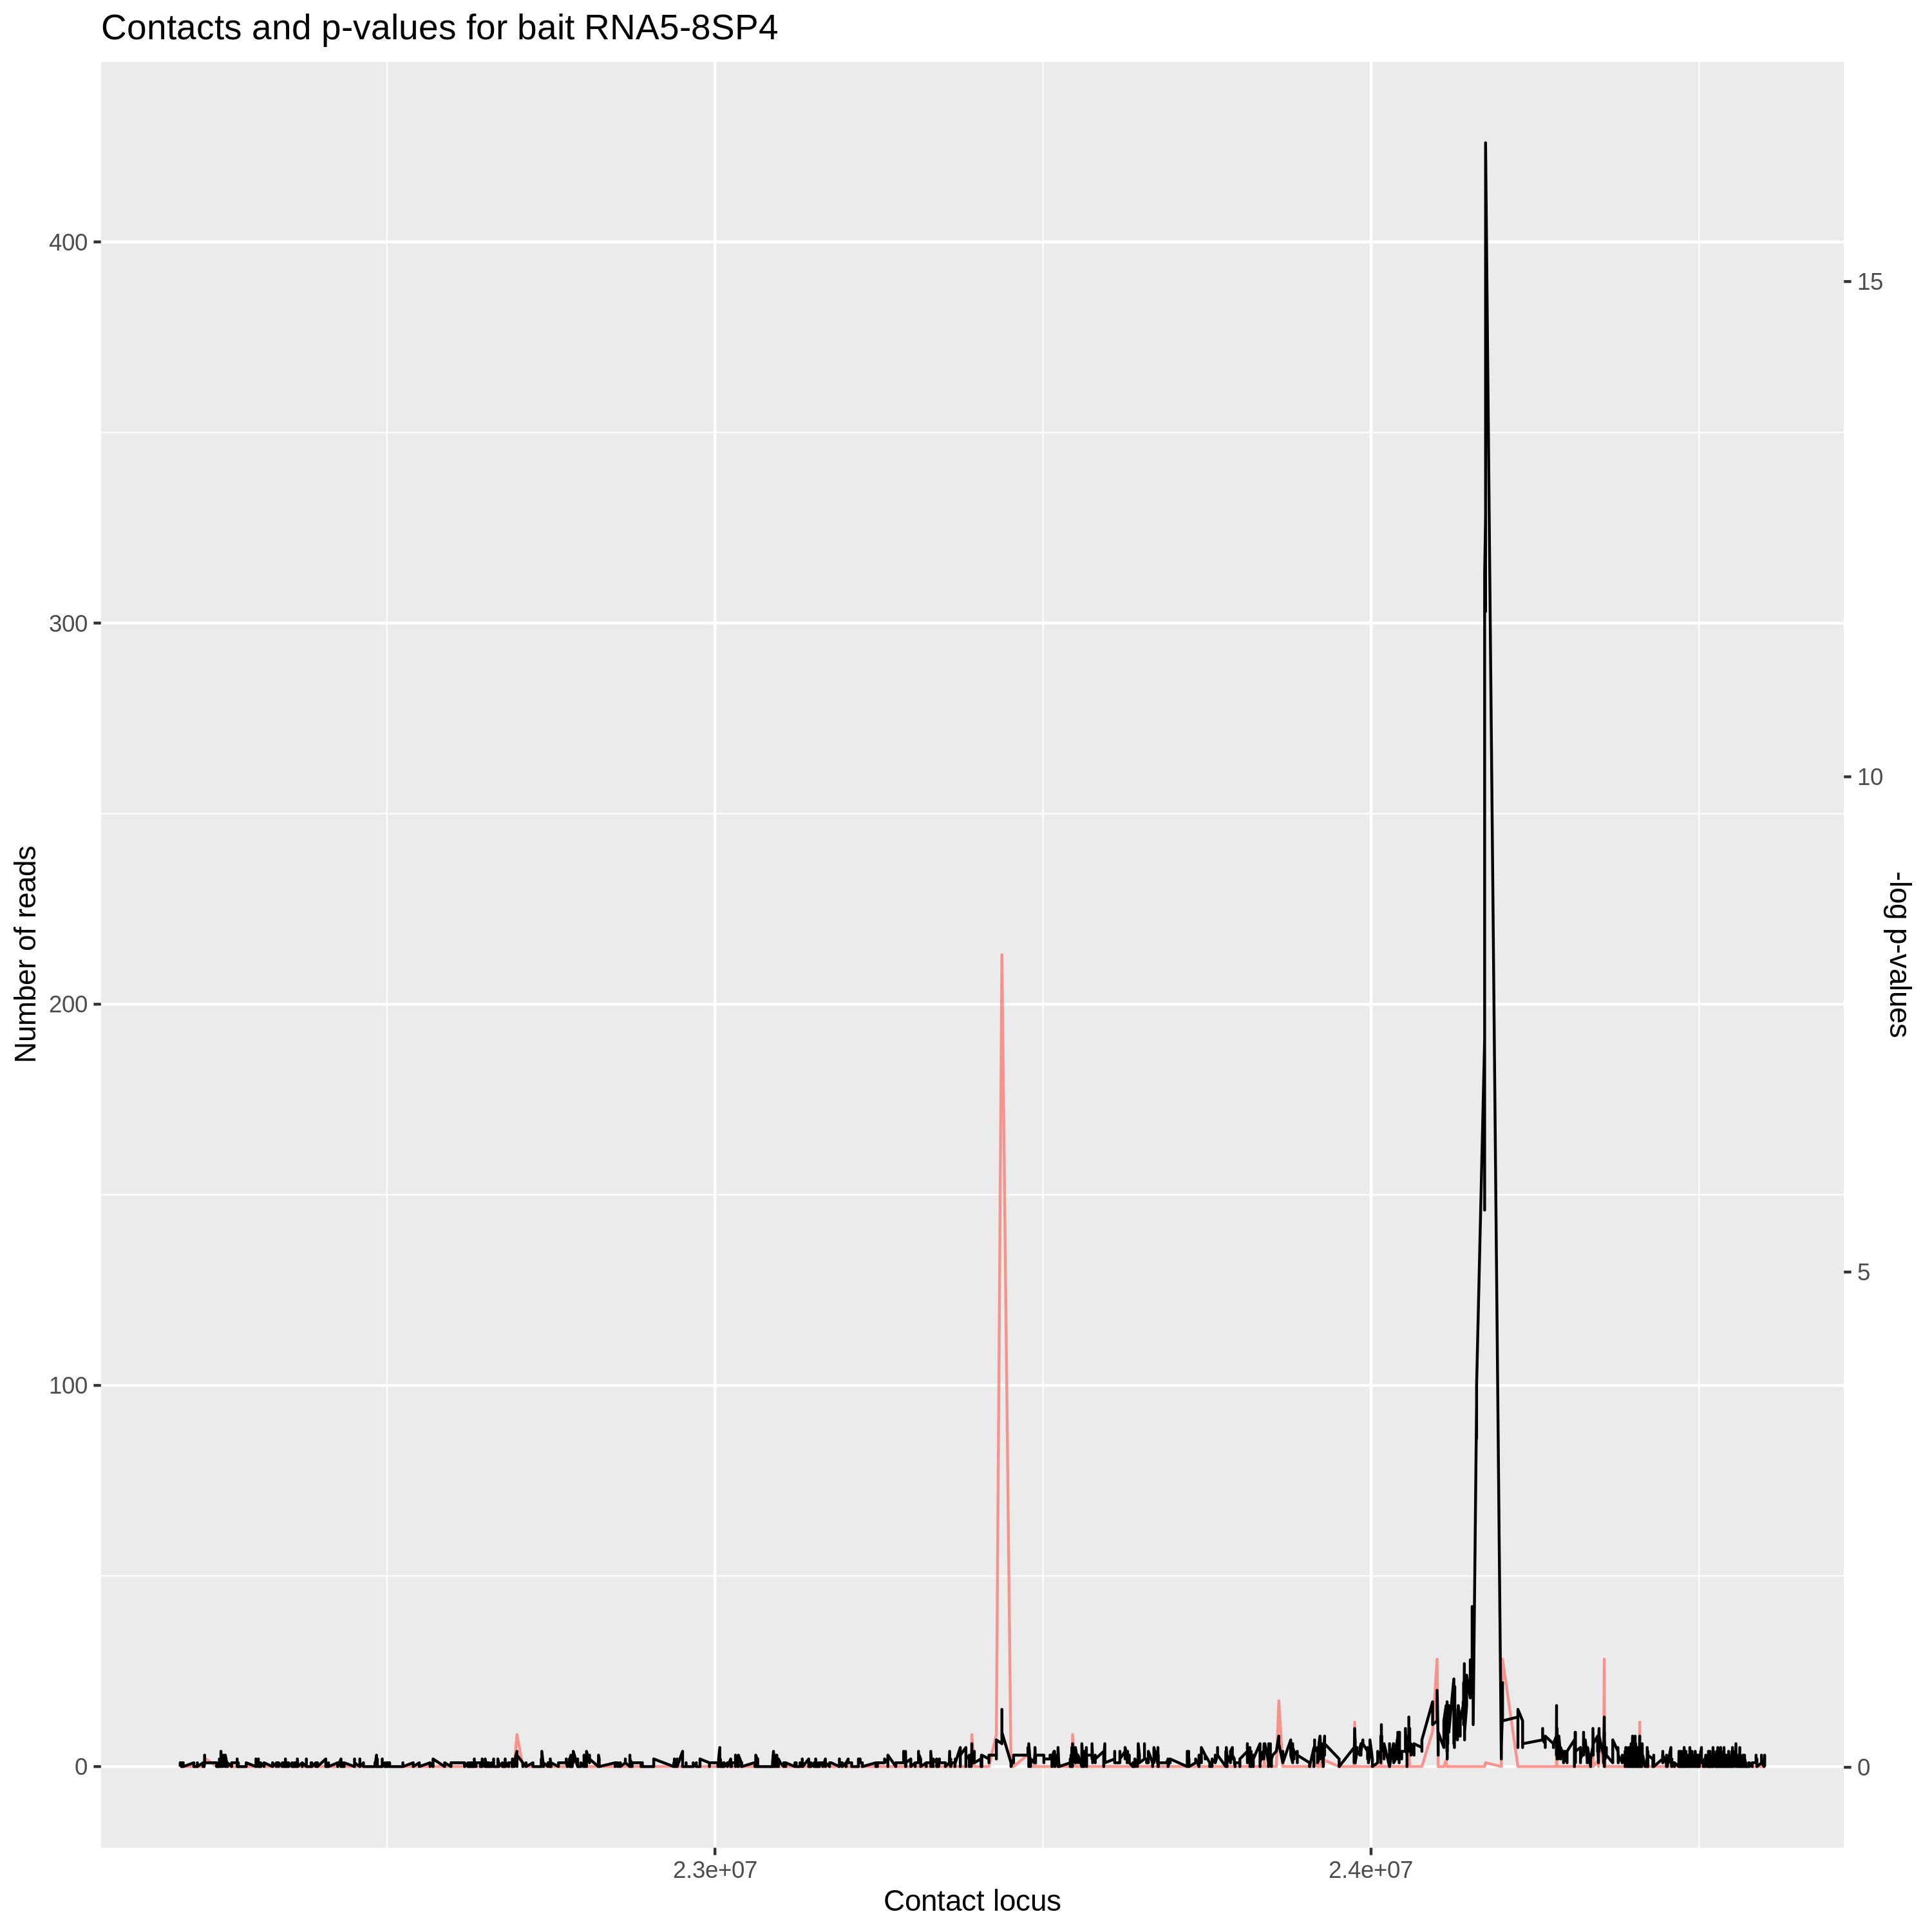 Contacts and p-values for bait RNA5-8SP4
400
300
200
100
0
15
10
5
0
Number of reads
-log p-values
2.3e+07
2.4e+07
Contact locus